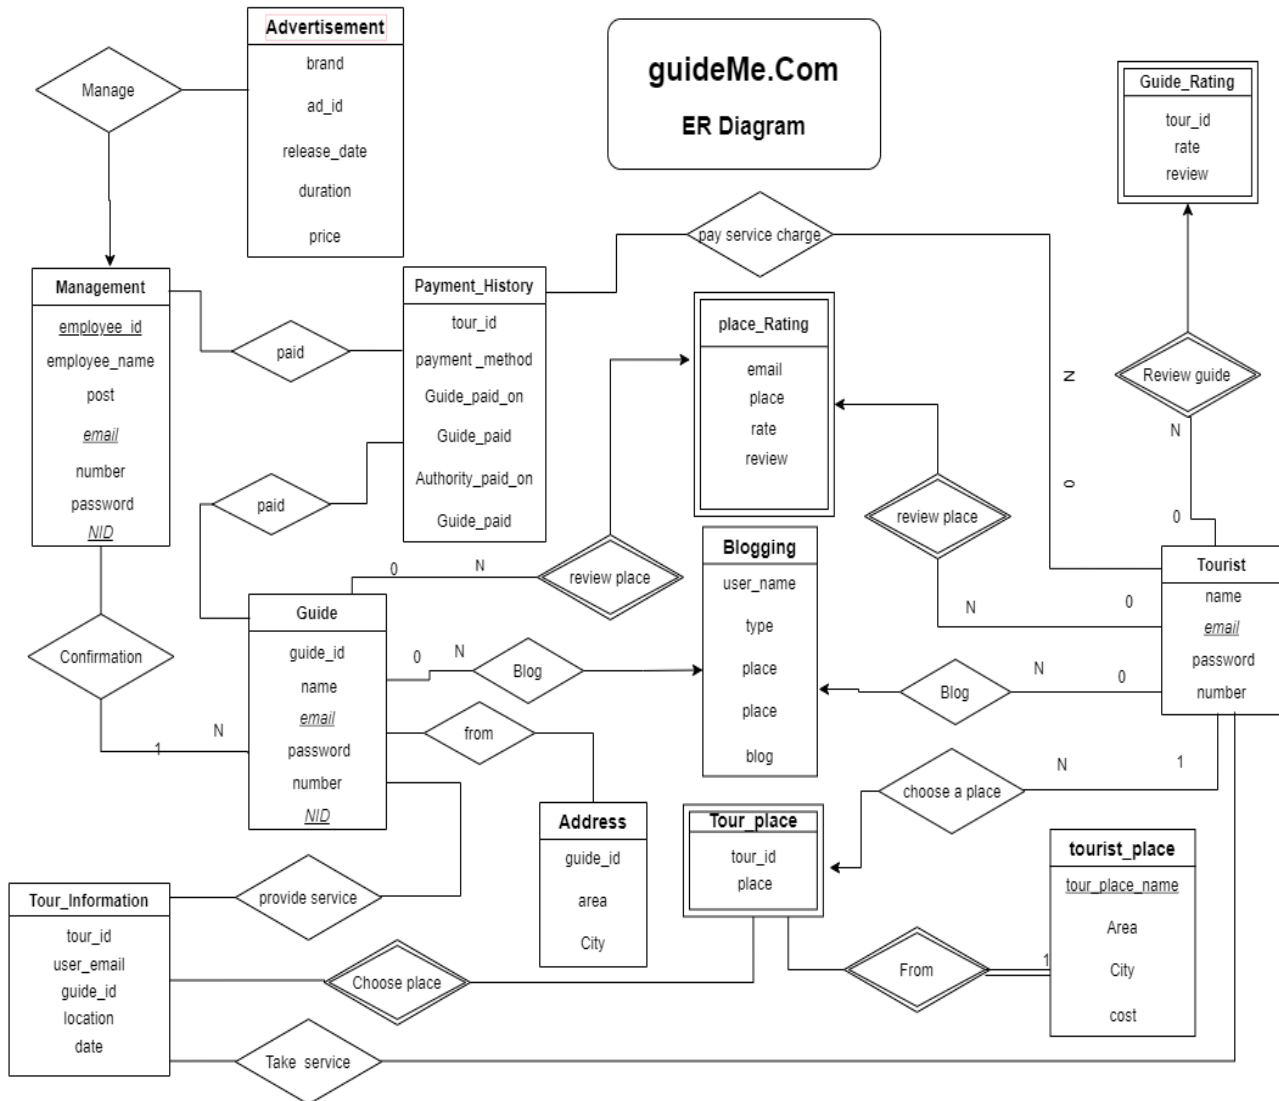 guideMe.Com
ER Diagram
Advertisement
brand
ad_id
release_date
duration
price
Manage
Guide_Rating
tour_id
rate
review
Management
employee_id
employee_name
post
email
number
password
NID
paid
Payment_History
tour_id
payment _method
Guide_paid_on
Guide_paid
Authority_paid_on
Guide_paid
pay service charge
N
0
place_Rating
email
place
rate
review
Review guide
N
0
paid
review place
0
N
review place
N
0
Blogging
user_name
type
place
place
blog
Tourist
name
email
password
number
Confirmation
1
N
Guide
guide_id
name
email
password
number
NID
0
N
Blog
Blog
N
0
from
Address
guide_id
area
City
choose a place
N
1
Tour_place
tour_id
place
tourist_place
tour_place_name
Area
City
cost
From
1
Tour_Information
tour_id
user_email
guide_id
location
date
provide service
Choose place
Take  service